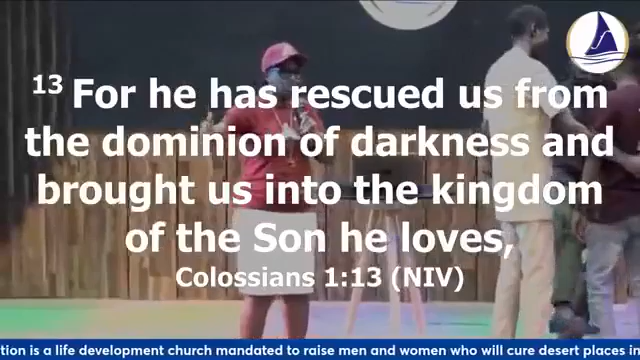 13 For he has rescued us from
the dominion of darkness and
brought us into the kingdom
of the Son he loves,
Colossians 1:13 (NIV)
tion is a life development church mandated to raise men and women who will cure desert places in